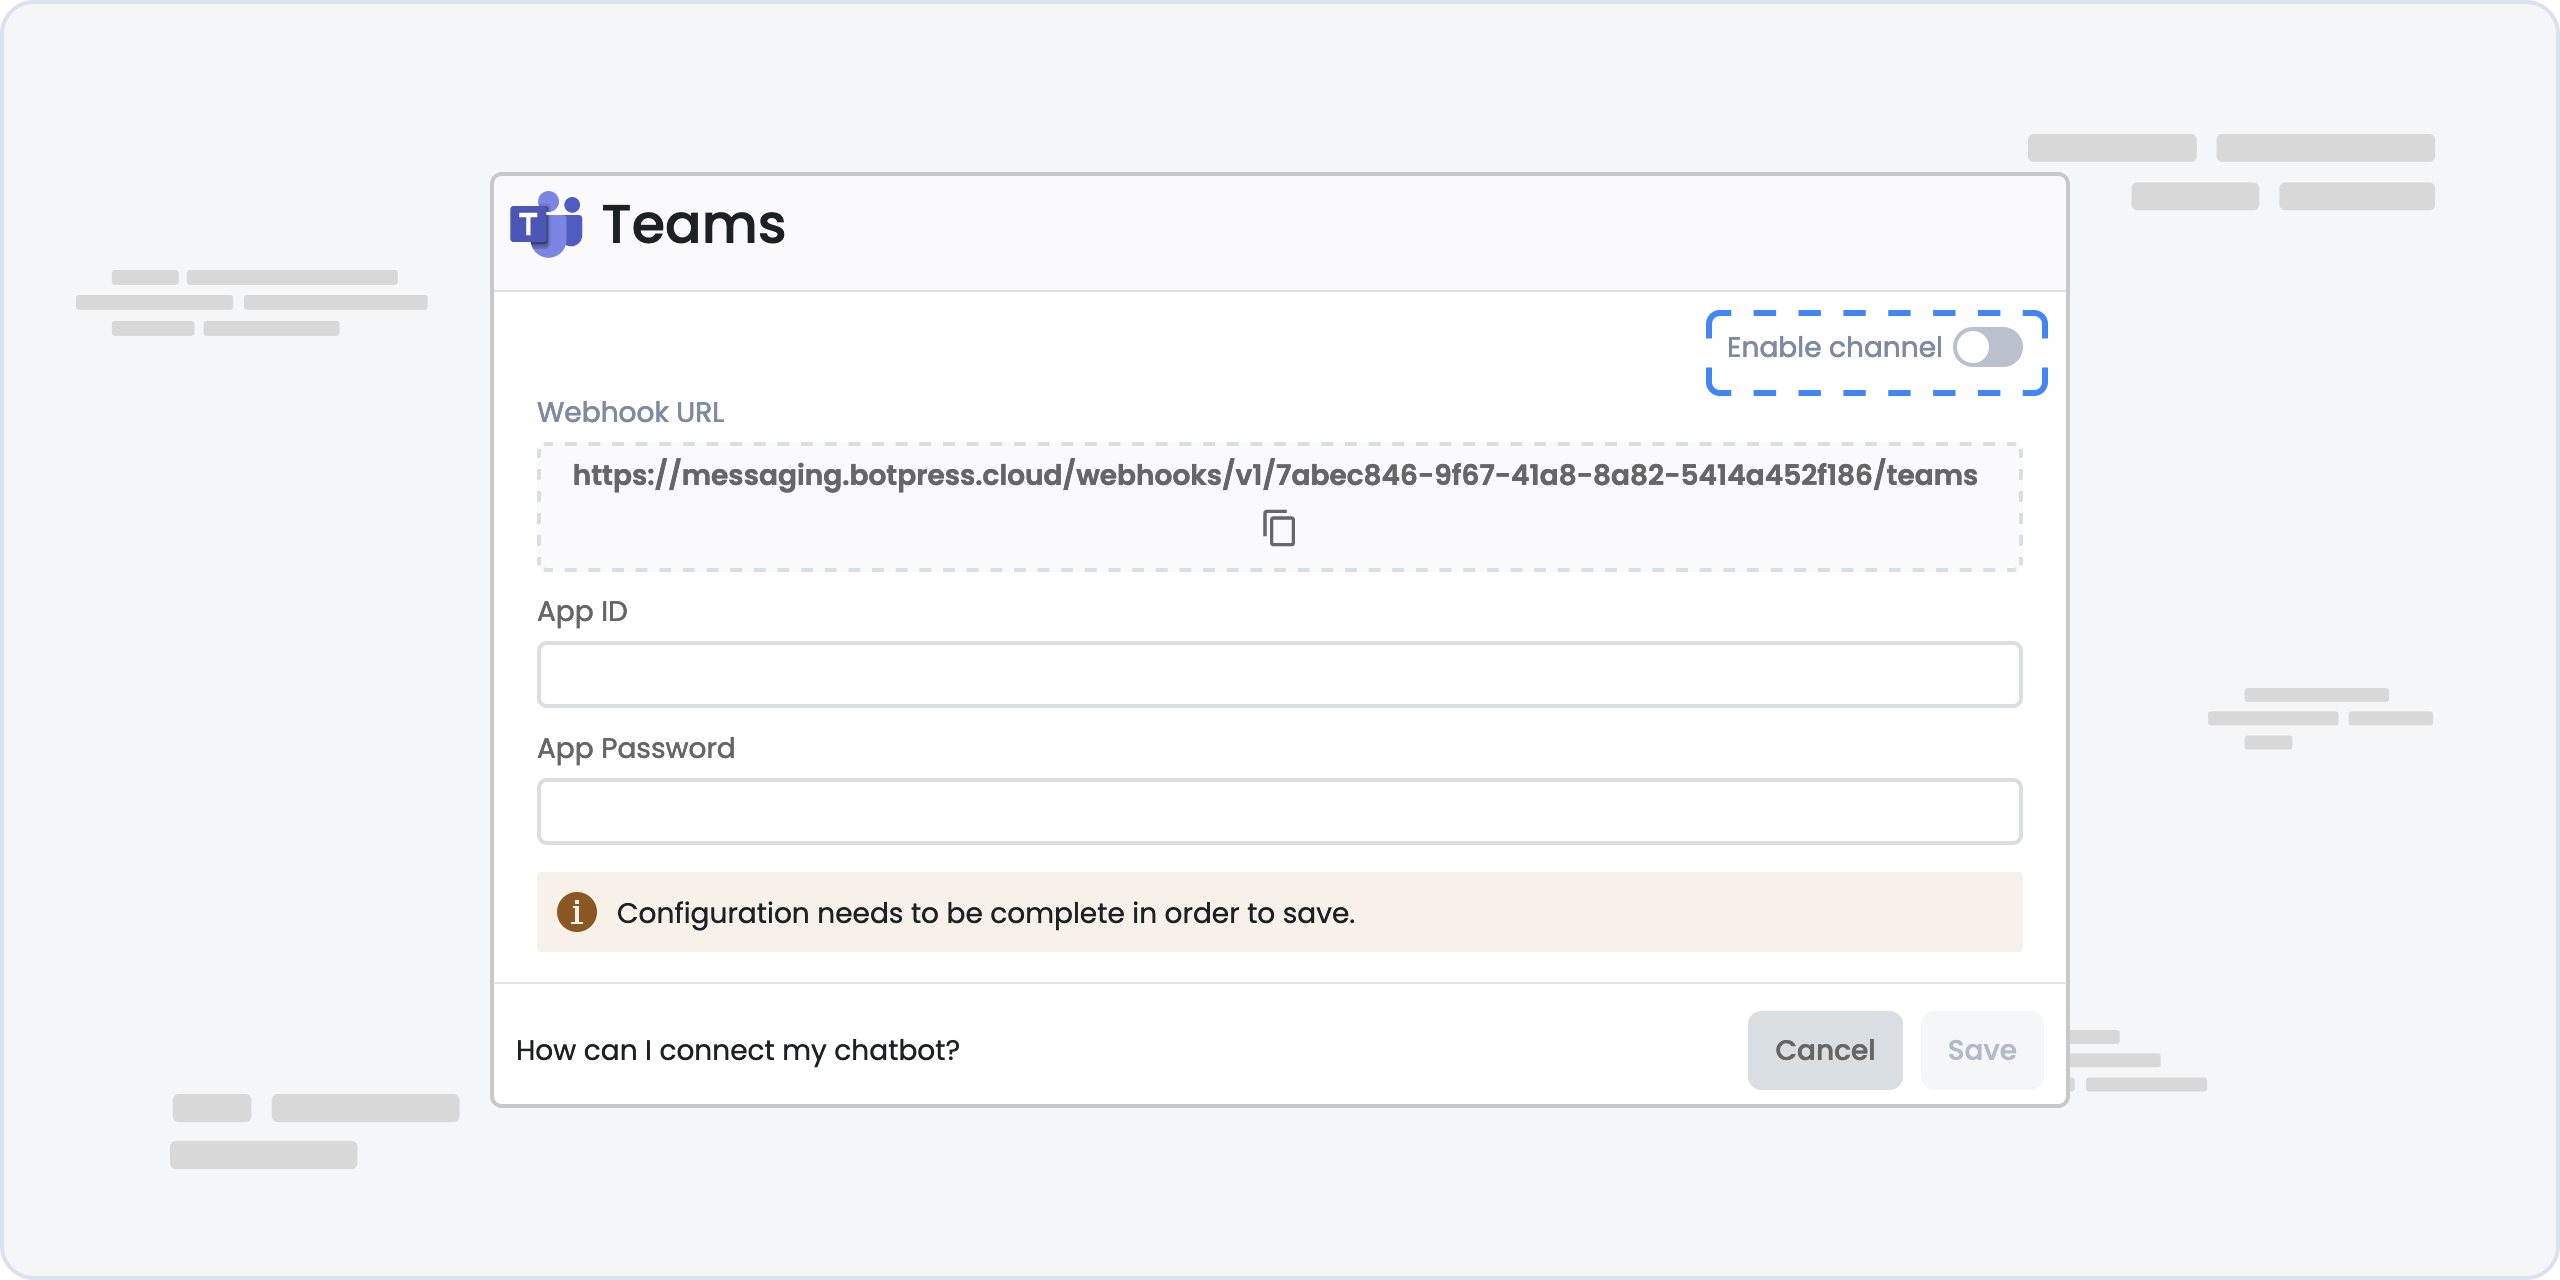 T Teams
Enable channel
Webhook URL
https://messaging.botpress.cloud/webhooks/v1/7abec846-9f67-41a8-8a82-5414a452f186/teams
App ID
App Password
i Configuration needs to be complete in order to save.
How can I connect my chatbot?
Cancel
Save